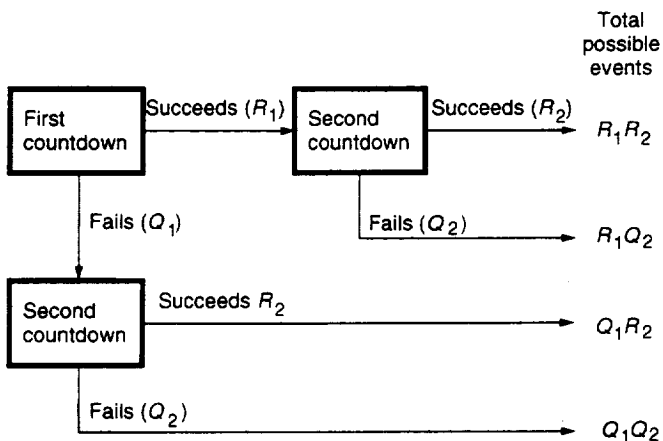 Total
possible
events
First
countdown
Succeeds (R₁)
Second
countdown
Succeeds (R₂)
R₁R₂
Fails (Q₁)
Fails (Q₂)
R₁Q₂
Second
countdown
Succeeds R₂
Q₁R₂
Fails (Q₂)
Q₁Q₂